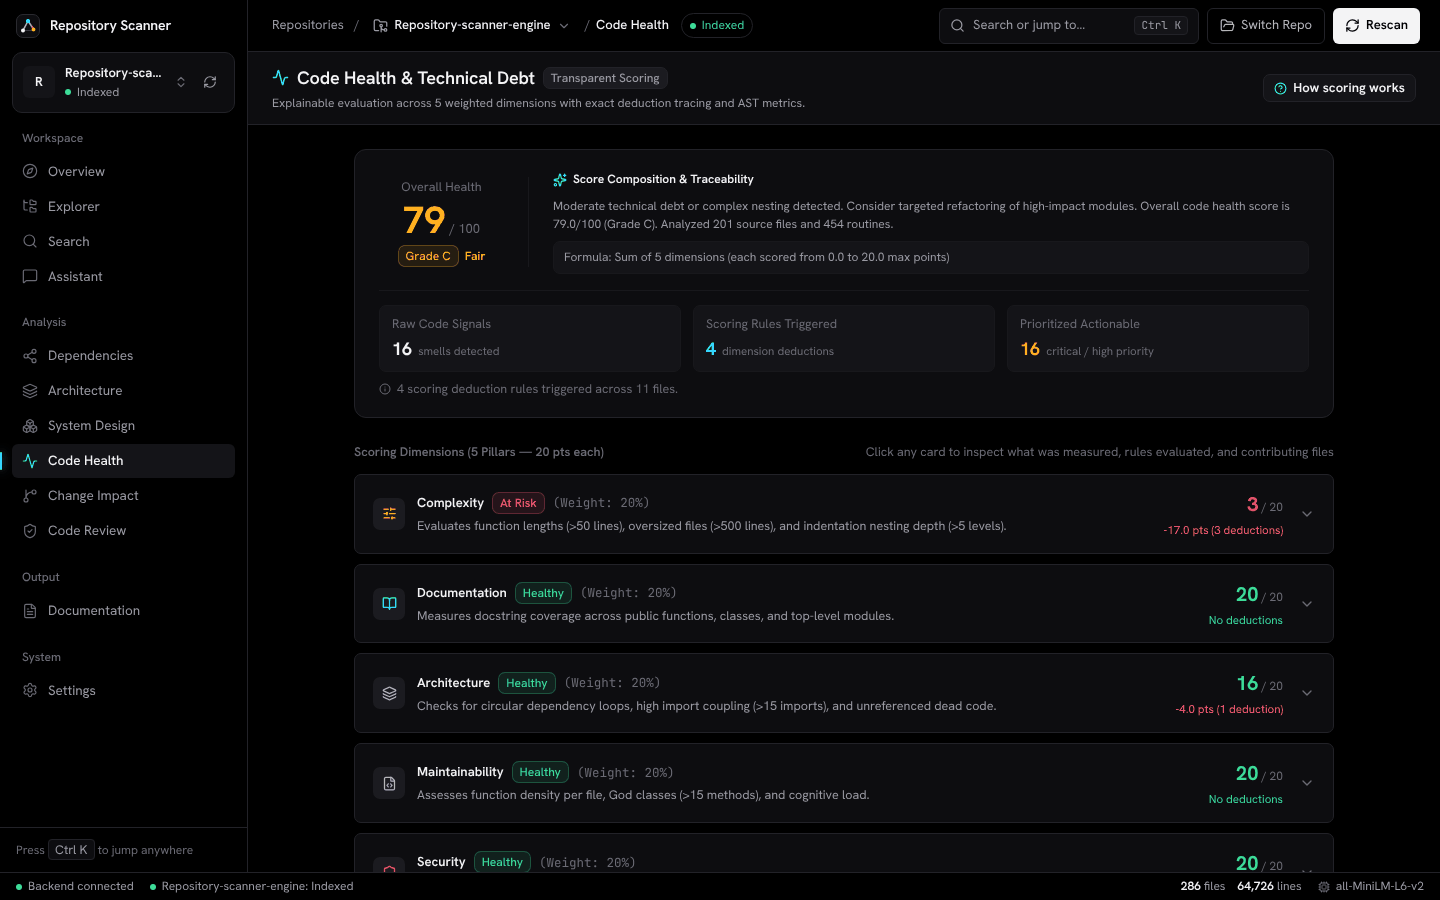 Repository Scanner
R
Repository-sca...
Indexed
Workspace
Overview
Explorer
Search
Assistant
Analysis
Dependencies
Architecture
System Design
Code Health
Change Impact
Code Review
Output
Documentation
System
Settings
Press Ctrl K to jump anywhere
Repositories / Repository-scanner-engine / Code Health Indexed
Search or jump to... Ctrl K
Switch Repo
Rescan
Code Health & Technical Debt Transparent Scoring
Explainable evaluation across 5 weighted dimensions with exact deduction tracing and AST metrics.
How scoring works
Overall Health
79 / 100
Grade C Fair
Score Composition & Traceability
Moderate technical debt or complex nesting detected. Consider targeted refactoring of high-impact modules. Overall code health score is
79.0/100 (Grade C). Analyzed 201 source files and 454 routines.
Formula: Sum of 5 dimensions (each scored from 0.0 to 20.0 max points)
Raw Code Signals
16 smells detected
Scoring Rules Triggered
4 dimension deductions
Prioritized Actionable
16 critical / high priority
4 scoring deduction rules triggered across 11 files.
Scoring Dimensions (5 Pillars — 20 pts each)
Click any card to inspect what was measured, rules evaluated, and contributing files
Complexity At Risk (Weight: 20%)
Evaluates function lengths (>50 lines), oversized files (>500 lines), and indentation nesting depth (>5 levels).
3 / 20
-17.0 pts (3 deductions)
Documentation Healthy (Weight: 20%)
Measures docstring coverage across public functions, classes, and top-level modules.
20 / 20
No deductions
Architecture Healthy (Weight: 20%)
Checks for circular dependency loops, high import coupling (>15 imports), and unreferenced dead code.
16 / 20
-4.0 pts (1 deduction)
Maintainability Healthy (Weight: 20%)
Assesses function density per file, God classes (>15 methods), and cognitive load.
20 / 20
No deductions
Security Healthy (Weight: 20%)
20 / 20
Backend connected
Repository-scanner-engine: Indexed
286 files
64,726 lines
all-MiniLM-L6-v2